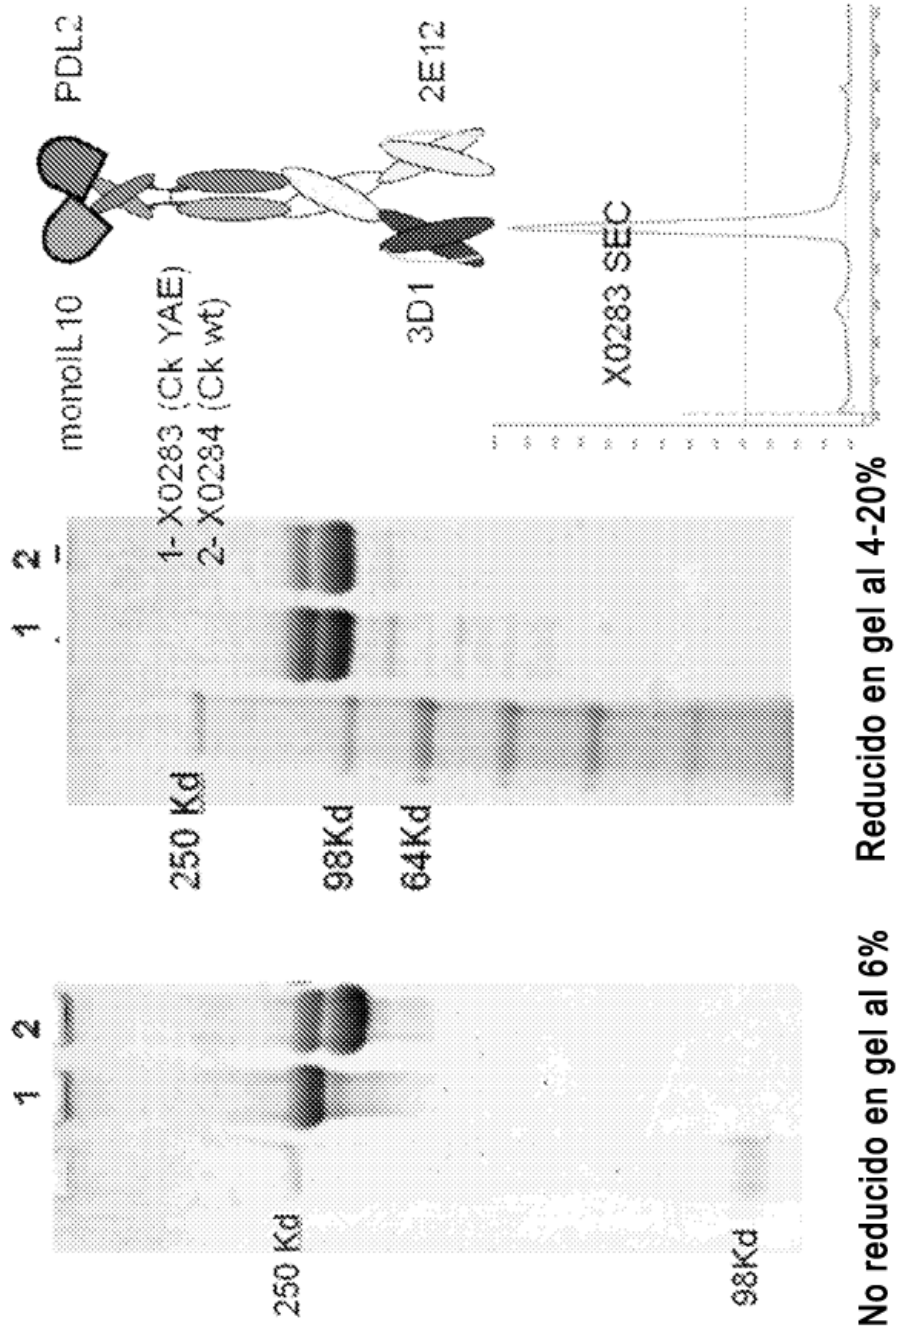 1 2
250 Kd
98Kd
No reducido en gel al 6%
1 2
250 Kd
98Kd
64Kd
Reducido en gel al 4-20%
monoIL10
PDL2
1- X0283 (Ck YAE)
2- X0284 (Ck wt)
3D1
2E12
X0283 SEC